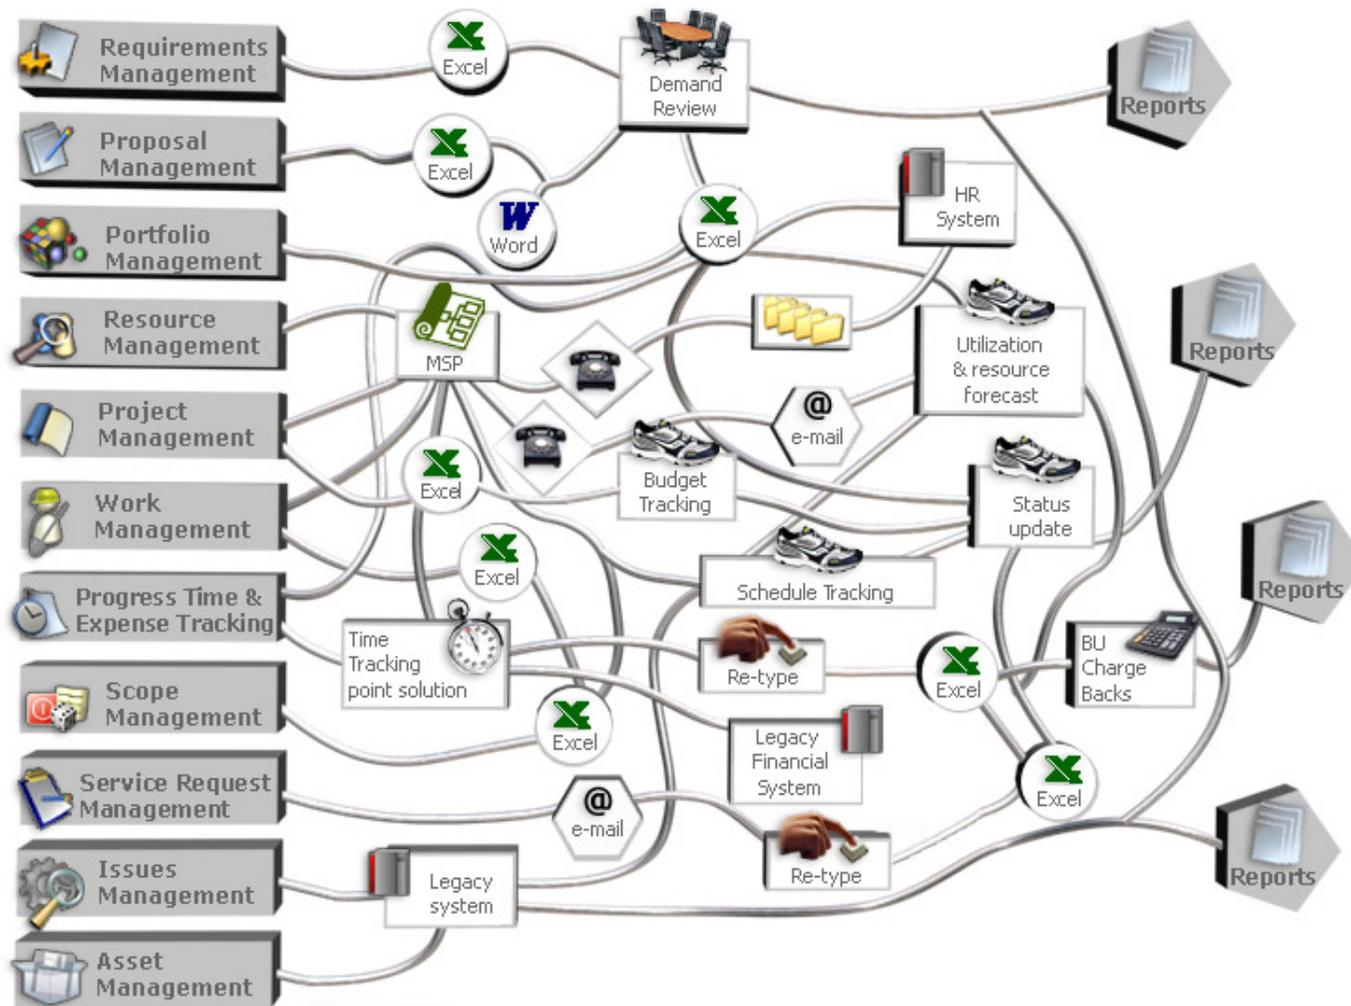 Requirements
Management
Excel
Demand
Review
Reports
Proposal
Management
Excel
W
Word
Portfolio
Management
Excel
HR
System
Resource
Management
MSP
Utilization
& resource
forecast
Reports
Project
Management
@
e-mail
Excel
Budget
Tracking
Work
Management
Status
update
Excel
Schedule Tracking
Reports
Progress Time &
Expense Tracking
Time
Tracking
point solution
Re-type
Excel
BU
Charge
Backs
Scope
Management
Excel
Legacy
Financial
System
Excel
Service Request
Management
@
e-mail
Re-type
Reports
Issues
Management
Legacy
system
Asset
Management